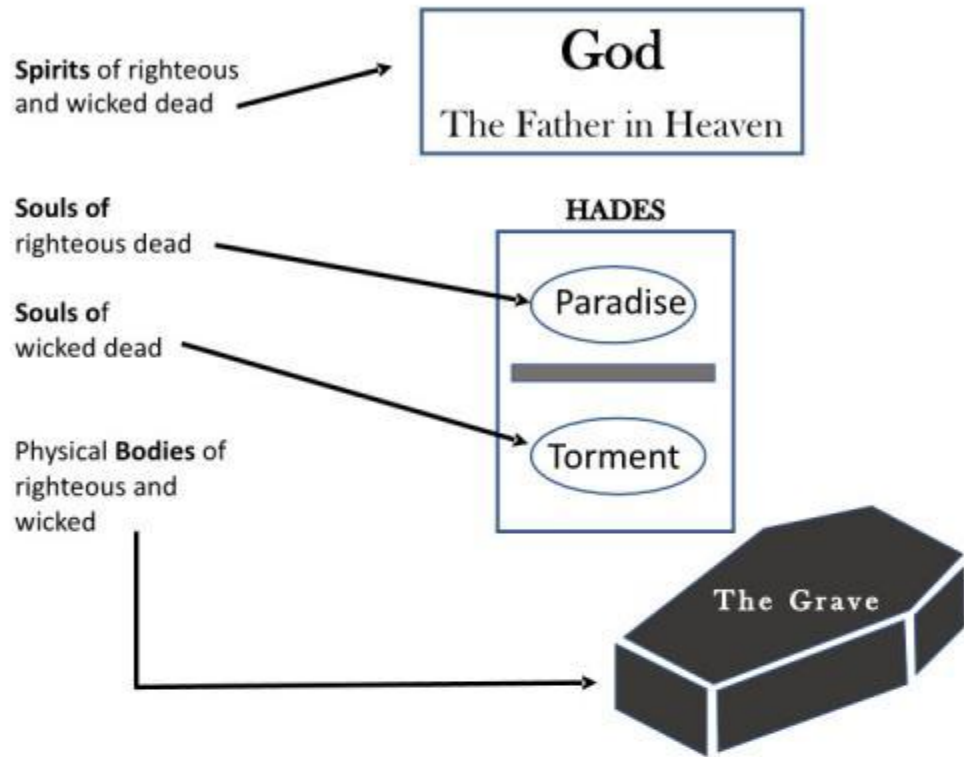 Spirits of righteous
and wicked dead
God
The Father in Heaven
Souls of
righteous dead
Souls of
wicked dead
Physical Bodies of
righteous and
wicked
HADES
Paradise
Torment
The Grave